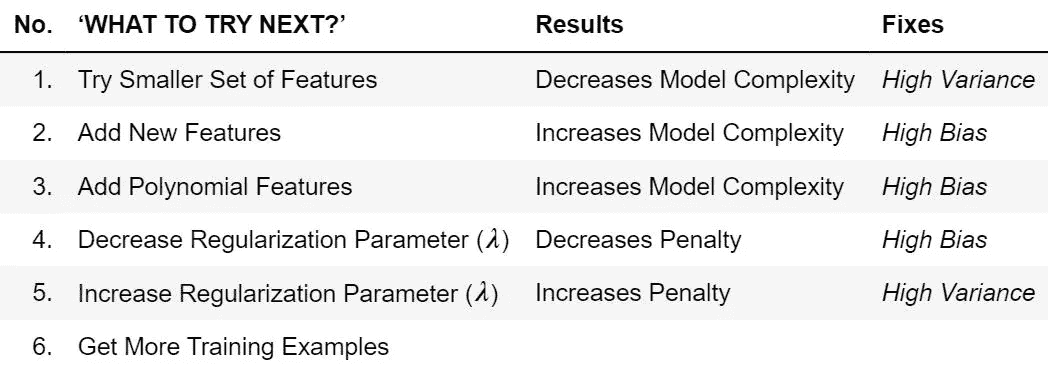 No. ‘WHAT TO TRY NEXT?’ Results Fixes
1. Try Smaller Set of Features Decreases Model Complexity High Variance
2. Add New Features Increases Model Complexity High Bias
3. Add Polynomial Features Increases Model Complexity High Bias
4. Decrease Regularization Parameter (λ) Decreases Penalty High Bias
5. Increase Regularization Parameter (λ) Increases Penalty High Variance
6. Get More Training Examples